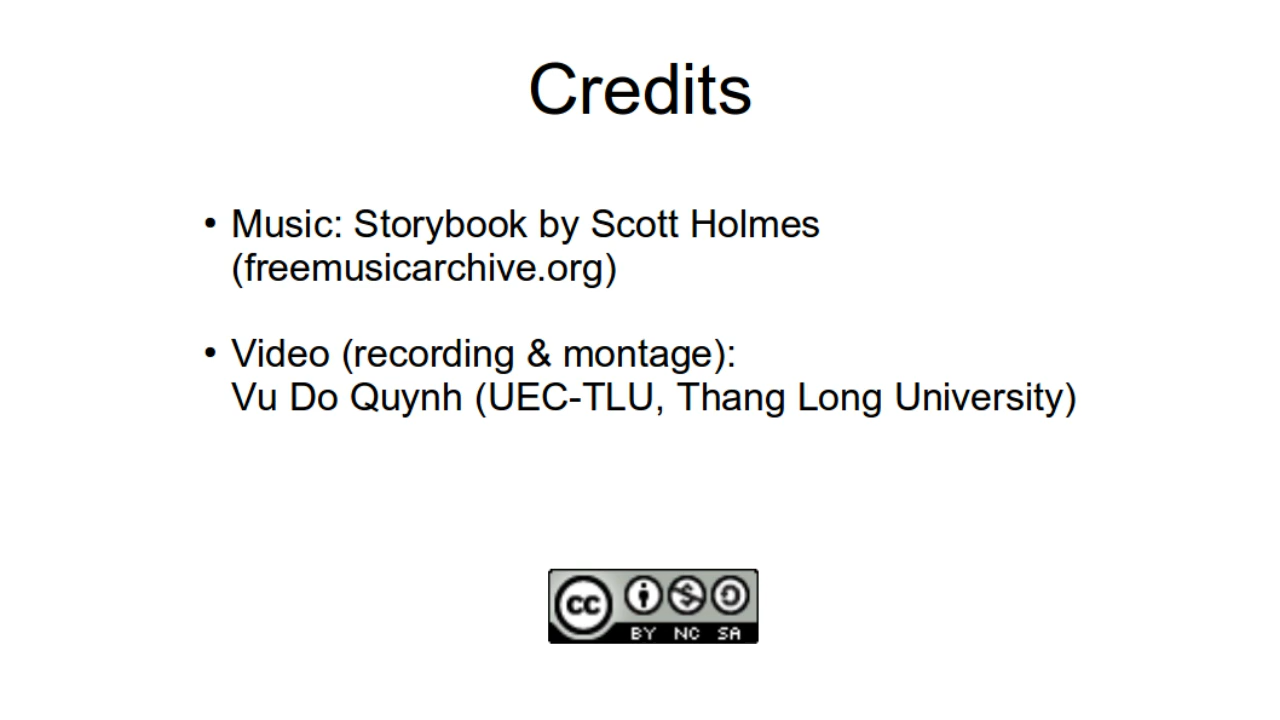 Credits
• Music: Storybook by Scott Holmes
(freemusicarchive.org)
• Video (recording & montage):
Vu Do Quynh (UEC-TLU, Thang Long University)
cc
BY NC SA